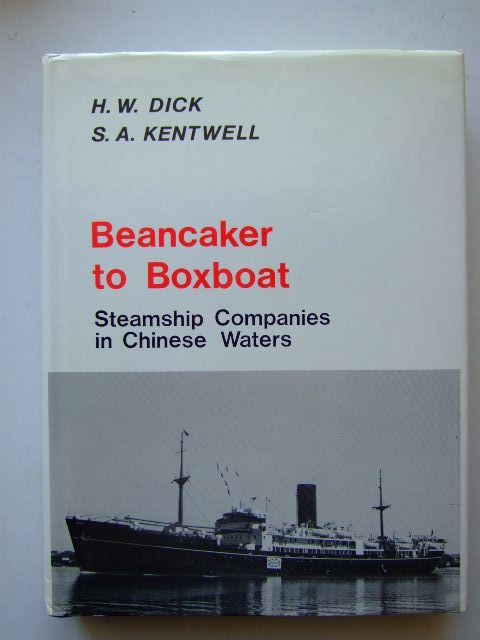 H. W. DICK
S. A. KENTWELL
Beancaker
to Boxboat
Steamship Companies
in Chinese Waters